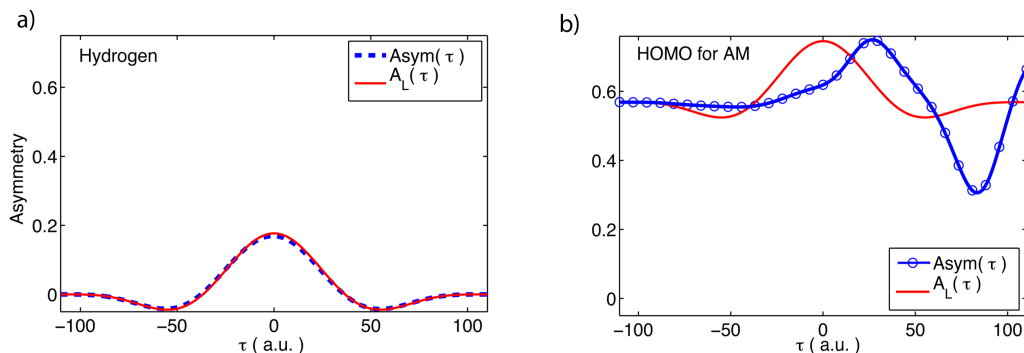 a)
Hydrogen
Asym( τ )
A_L( τ )
0.6
0.4
0.2
0
Asymmetry
−100 −50 0 50 100
τ ( a.u. )
b)
HOMO for AM
0.6
0.4
0.2
0
Asym( τ )
A_L( τ )
−100 −50 0 50 100
τ ( a.u. )